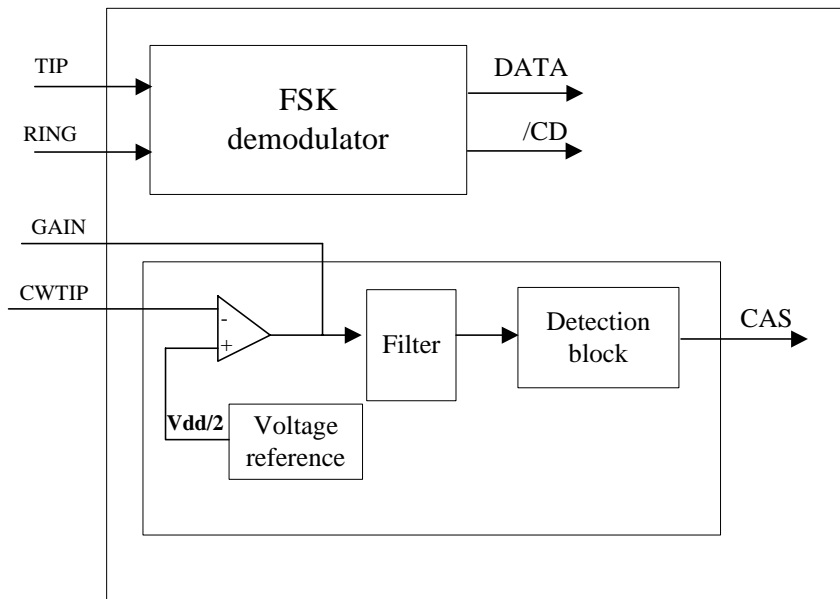 TIP
FSK
demodulator
DATA
RING
/CD
GAIN
CWTIP
-
+
Filter
Detection
block
CAS
Vdd/2
Voltage
reference